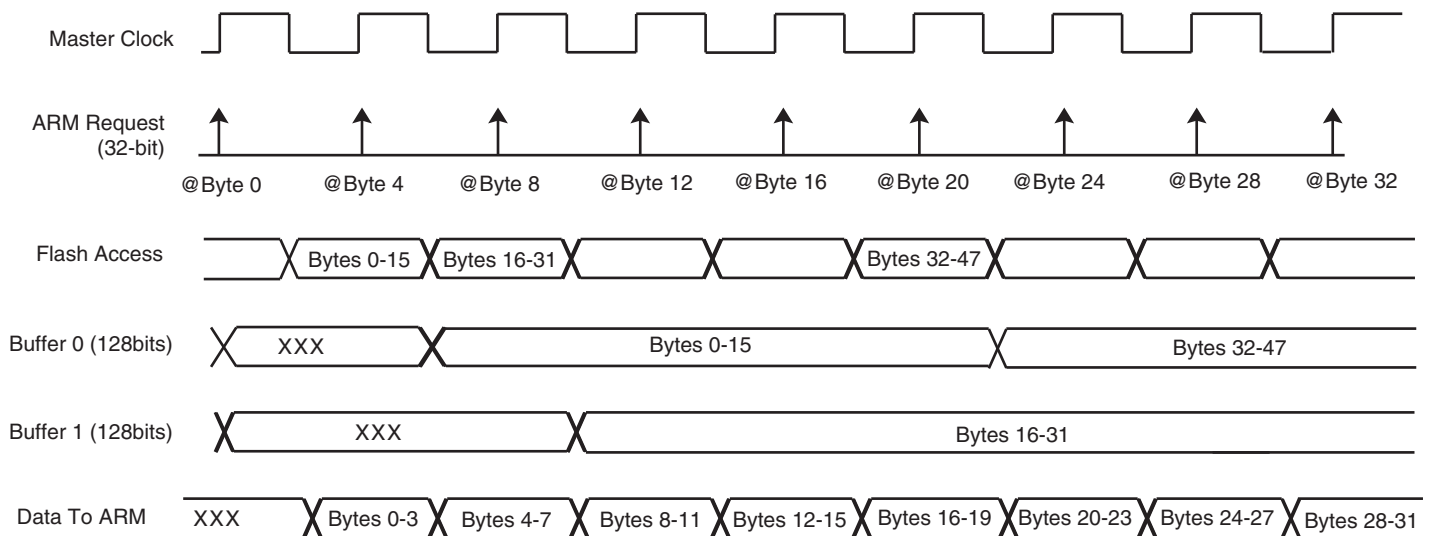 Master Clock
ARM Request
(32-bit)
@Byte 0 @Byte 4 @Byte 8 @Byte 12 @Byte 16 @Byte 20 @Byte 24 @Byte 28 @Byte 32
Flash Access Bytes 0-15 Bytes 16-31 Bytes 32-47
Buffer 0 (128bits) XXX Bytes 0-15 Bytes 32-47
Buffer 1 (128bits) XXX Bytes 16-31
Data To ARM XXX Bytes 0-3 Bytes 4-7 Bytes 8-11 Bytes 12-15 Bytes 16-19 Bytes 20-23 Bytes 24-27 Bytes 28-31